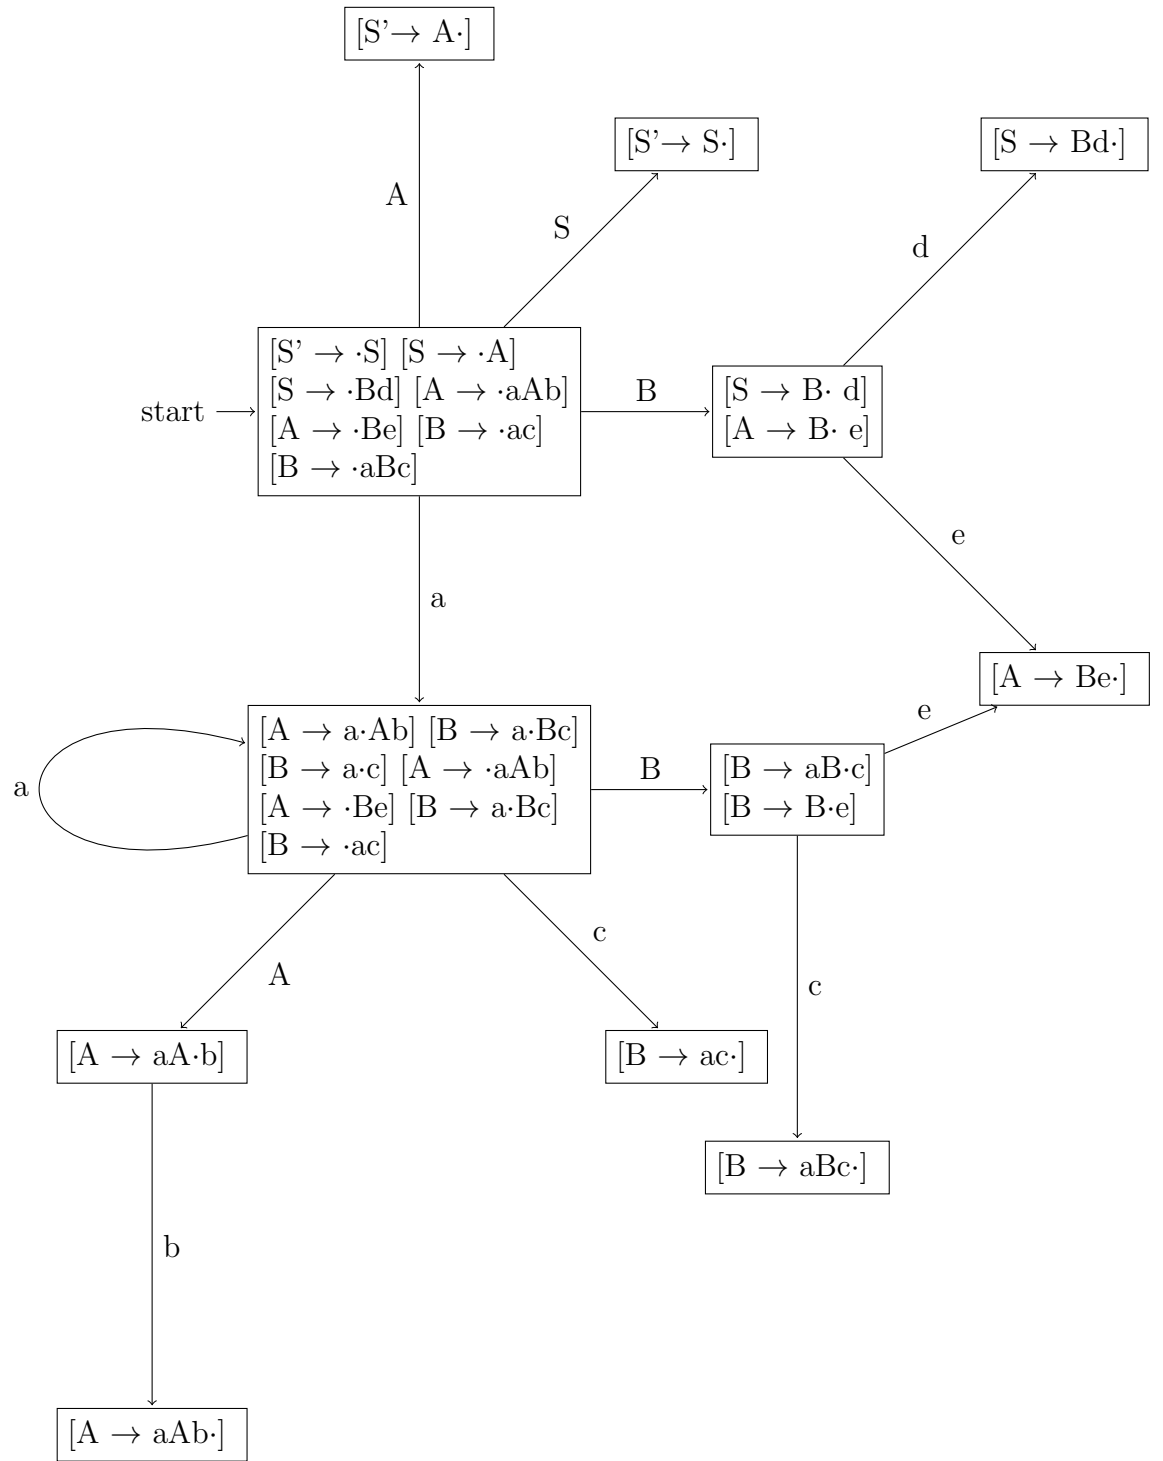 [S'→ A·]
[S'→ S·]
[S → Bd·]
A
S
d
[S' → ·S] [S → ·A]
[S → ·Bd] [A → ·aAb]
[A → ·Be] [B → ·ac]
[B → ·aBc]
start
B
[S → B· d]
[A → B· e]
e
a
[A → Be·]
[A → a·Ab] [B → a·Bc]
[B → a·c] [A → ·aAb]
[A → ·Be] [B → a·Bc]
[B → ·ac]
a
B
[B → aB·c]
[B → B·e]
e
A
c
c
[A → aA·b]
[B → ac·]
[B → aBc·]
b
[A → aAb·]